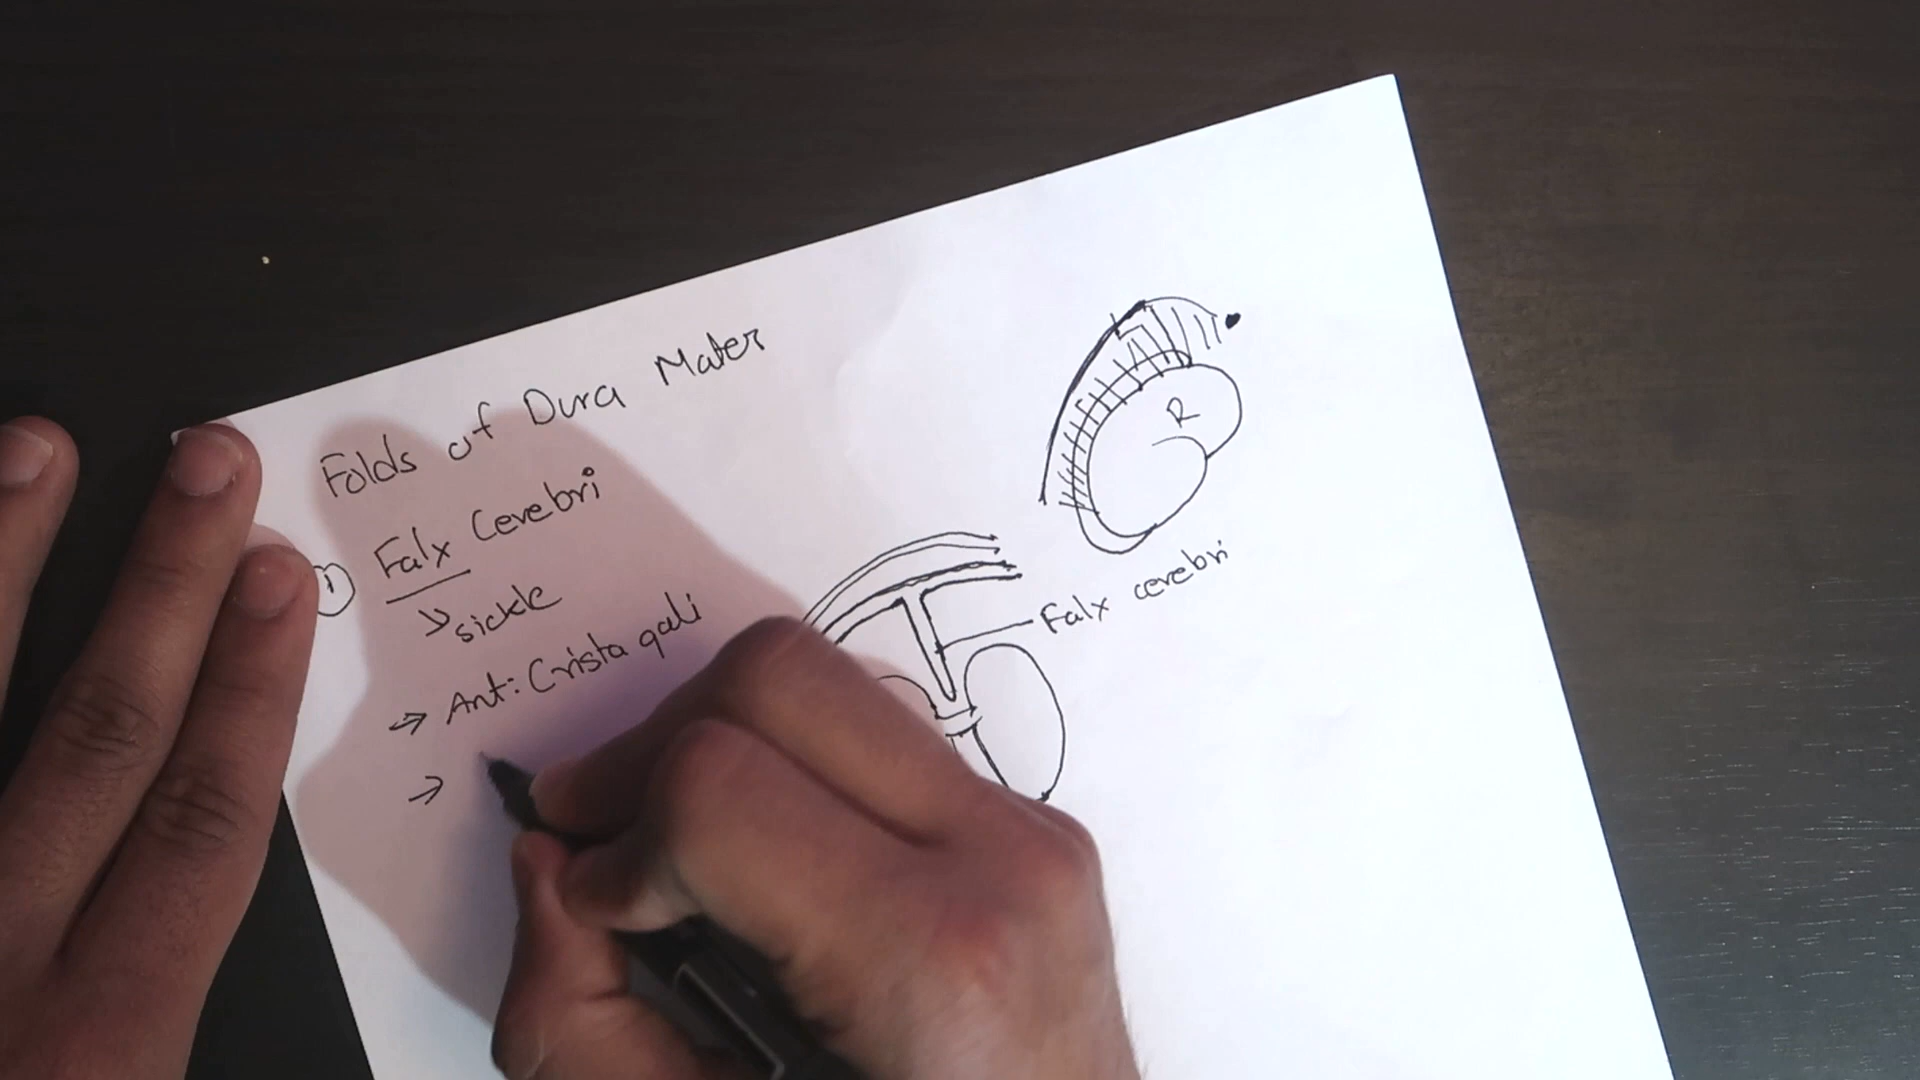 Folds of Dura Mater
1 Falx Cerebri
sickle
→ Ant: Crista gali
→
R
Falx cerebri